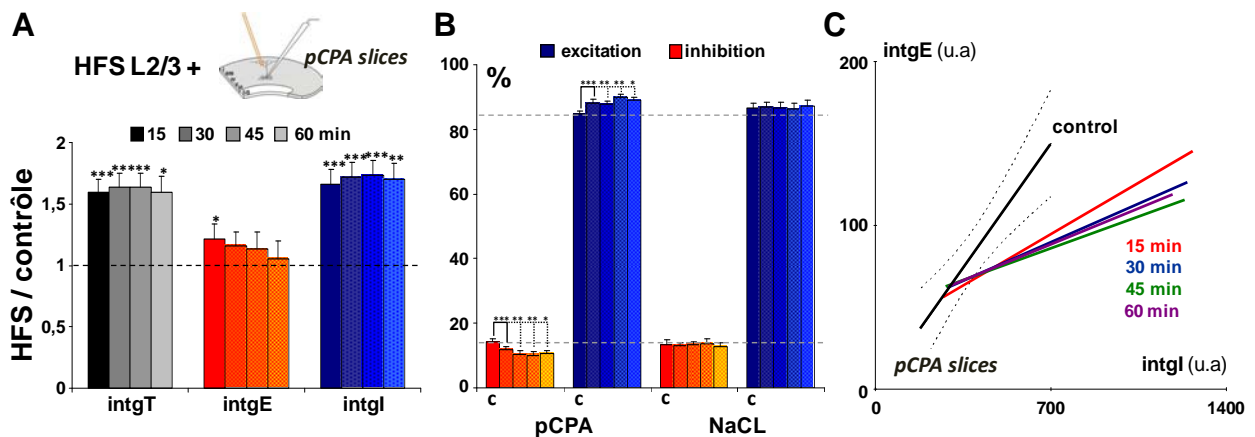 A
HFS L2/3 +
pCPA slices
15 30 45 60 min
HFS / contrôle
2
1,5
1
0,5
0
*** ***** *
*
*** *** *** **
intgT intgE intgI
B
excitation inhibition
%
100
80
60
40
20
0
*** ** ** *
*** ** ** *
c c c c
pCPA NaCL
C
intgE (u.a)
200
100
0
control
15 min
30 min
45 min
60 min
pCPA slices
intgI (u.a)
0 700 1400